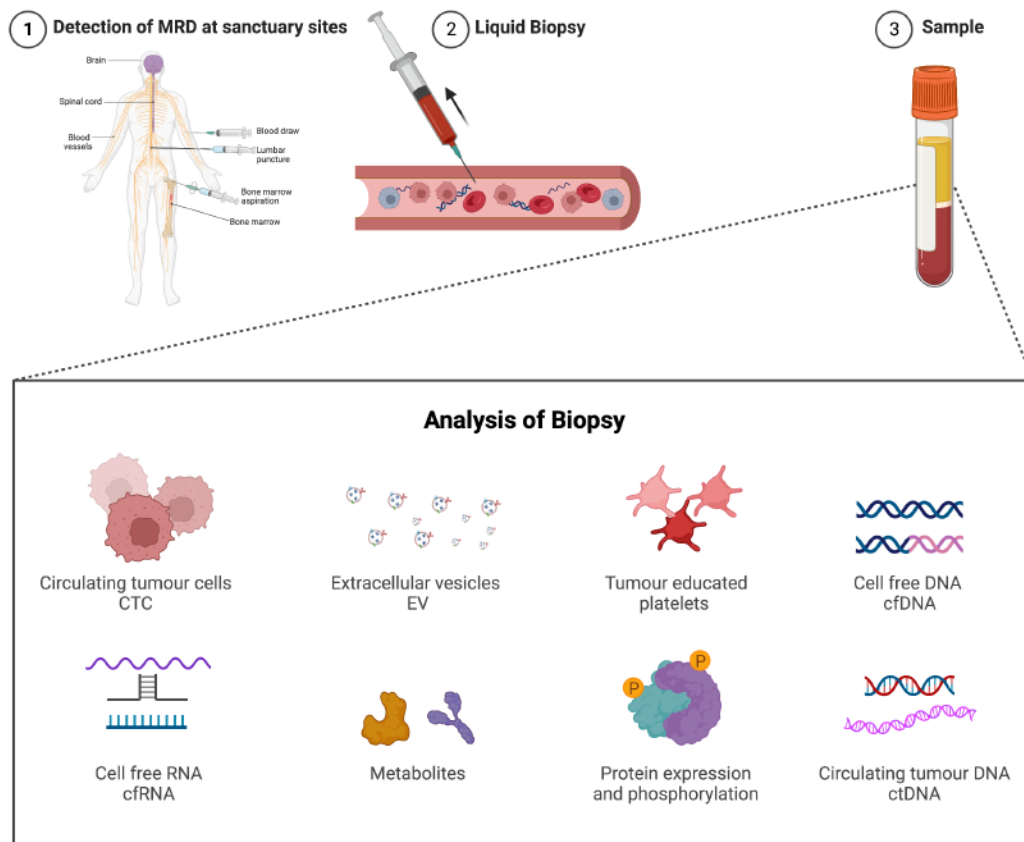 1 Detection of MRD at sanctuary sites
Brain
Spinal cord
Blood
vessels
Blood draw
Lumbar
puncture
Bone marrow
aspiration
Bone marrow
2 Liquid Biopsy
3 Sample
Analysis of Biopsy
Circulating tumour cells
CTC
Extracellular vesicles
EV
Tumour educated
platelets
Cell free DNA
cfDNA
Cell free RNA
cfRNA
Metabolites
P
P
Protein expression
and phosphorylation
Circulating tumour DNA
ctDNA